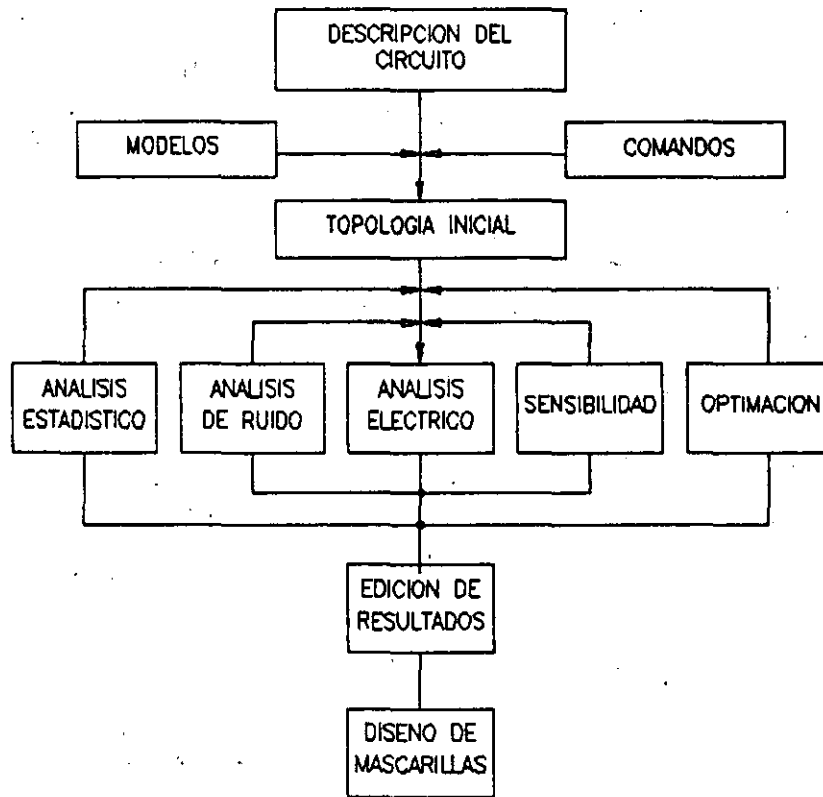 DESCRIPCION DEL
CIRCUITO
MODELOS
COMANDOS
TOPOLOGIA INICIAL
ANALISIS
ESTADISTICO
ANALISIS
DE RUIDO
ANALISIS
ELECTRICO
SENSIBILIDAD
OPTIMACION
EDICION DE
RESULTADOS
DISENO DE
MASCARILLAS